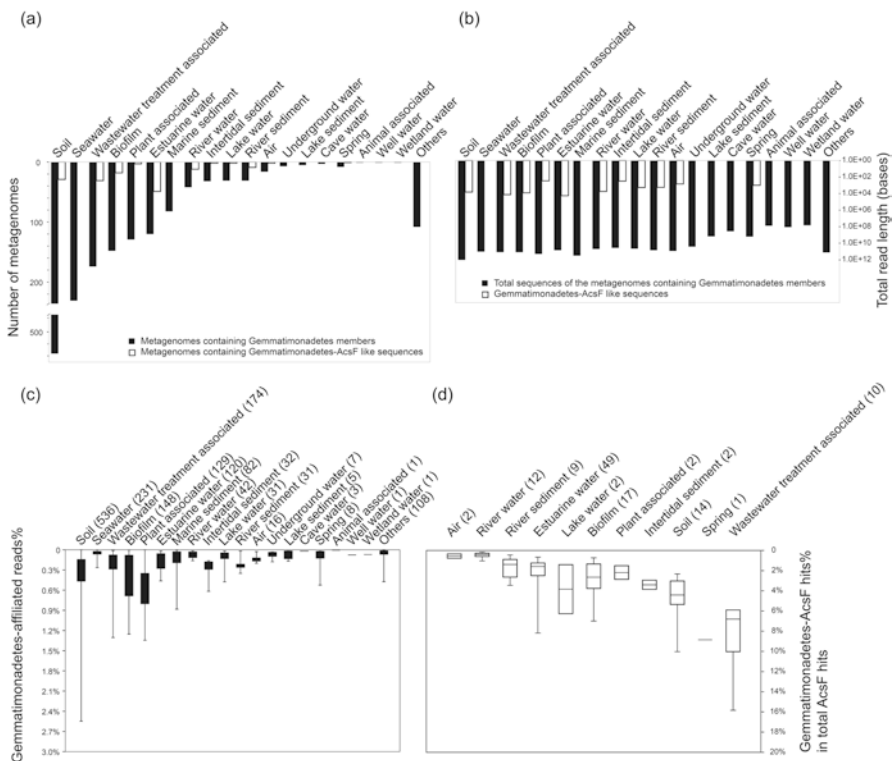 (a)
Soil
Seawater
Wastewater treatment associated
Biofilm
Plant associated
Estuarine water
Marine sediment
River water
Intertidal sediment
Lake water
River sediment
Air
Underground water
Lake sediment
Cave water
Spring
Animal associated
Well water
Wetland water
Others
Number of metagenomes
0
100
200
500
Metagenomes containing Gemmatimonadetes members
Metagenomes containing Gemmatimonadetes-AcsF like sequences
(b)
Soil
Seawater
Wastewater treatment associated
Biofilm
Plant associated
Estuarine water
Marine sediment
River water
Intertidal sediment
Lake water
River sediment
Air
Underground water
Lake sediment
Cave water
Spring
Animal associated
Well water
Wetland water
Others
1.0E+00
1.0E+02
1.0E+04
1.0E+06
1.0E+08
1.0E+10
1.0E+12
Total read length (bases)
Total sequences of the metagenomes containing Gemmatimonadetes members
Gemmatimonadetes-AcsF like sequences
(c)
Soil (536)
Seawater (231)
Wastewater treatment associated (174)
Biofilm (148)
Plant associated (129)
Estuarine water (120)
Marine sediment (82)
River water (42)
Intertidal sediment (32)
Lake water (31)
River sediment (31)
Air (16)
Underground water (7)
Lake sediment (5)
Cave water (3)
Spring (8)
Animal associated (1)
Well water (1)
Wetland water (1)
Others (108)
Gemmatimonadetes-affiliated reads%
0
0.3%
0.6%
0.9%
1.2%
1.5%
1.8%
2.1%
2.4%
2.7%
3.0%
(d)
Air (2)
River water (12)
River sediment (9)
Estuarine water (49)
Lake water (2)
Biofilm (17)
Plant associated (2)
Intertidal sediment (2)
Soil (14)
Spring (1)
Wastewater treatment associated (10)
0
2%
4%
6%
8%
10%
12%
14%
16%
18%
20%
Gemmatimonadetes-AcsF hits%
in total AcsF hits